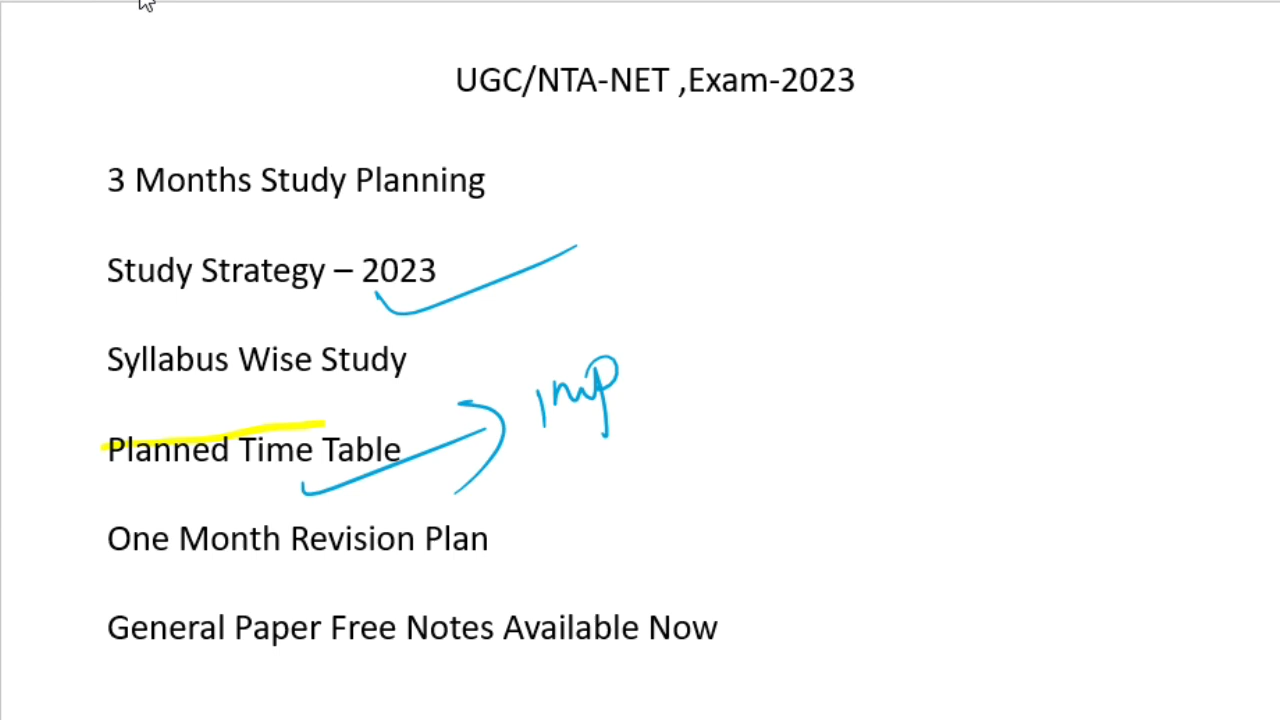 UGC/NTA-NET ,Exam-2023
3 Months Study Planning
Study Strategy – 2023
Syllabus Wise Study
imp
Planned Time Table
One Month Revision Plan
General Paper Free Notes Available Now